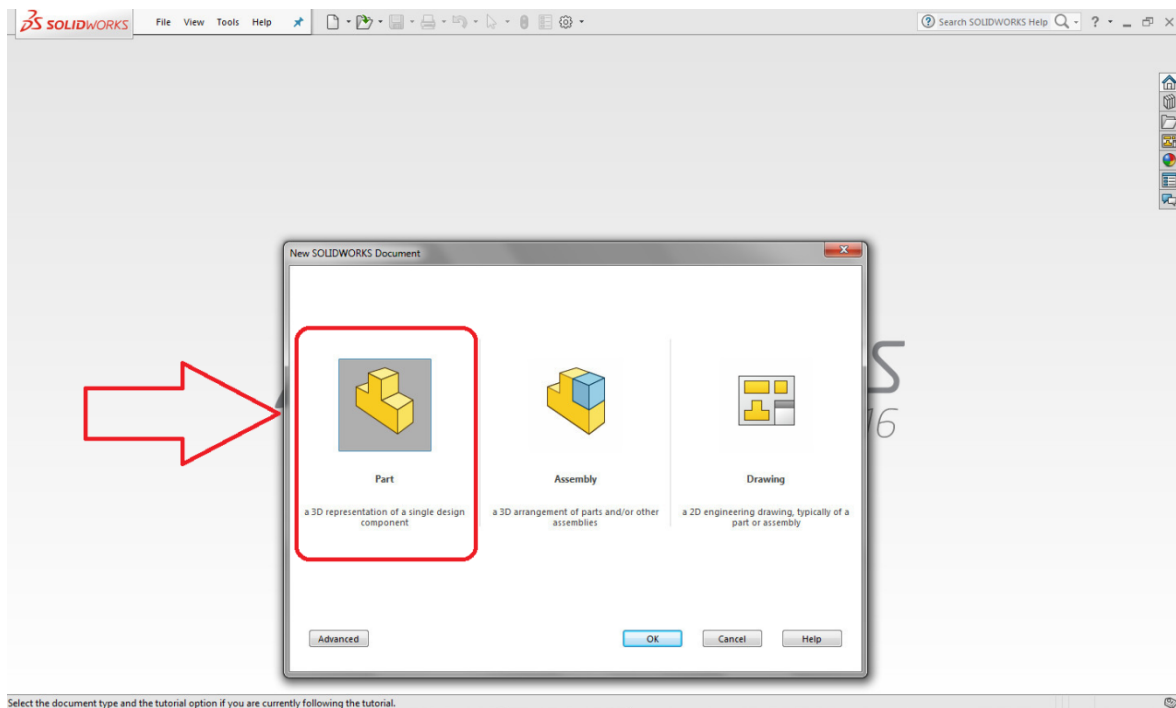 SOLIDWORKS File View Tools Help Search SOLIDWORKS Help ?
New SOLIDWORKS Document
S
16
Part
a 3D representation of a single design
component
Assembly
a 3D arrangement of parts and/or other
assemblies
Drawing
a 2D engineering drawing, typically of a
part or assembly
Advanced OK Cancel Help
Select the document type and the tutorial option if you are currently following the tutorial.